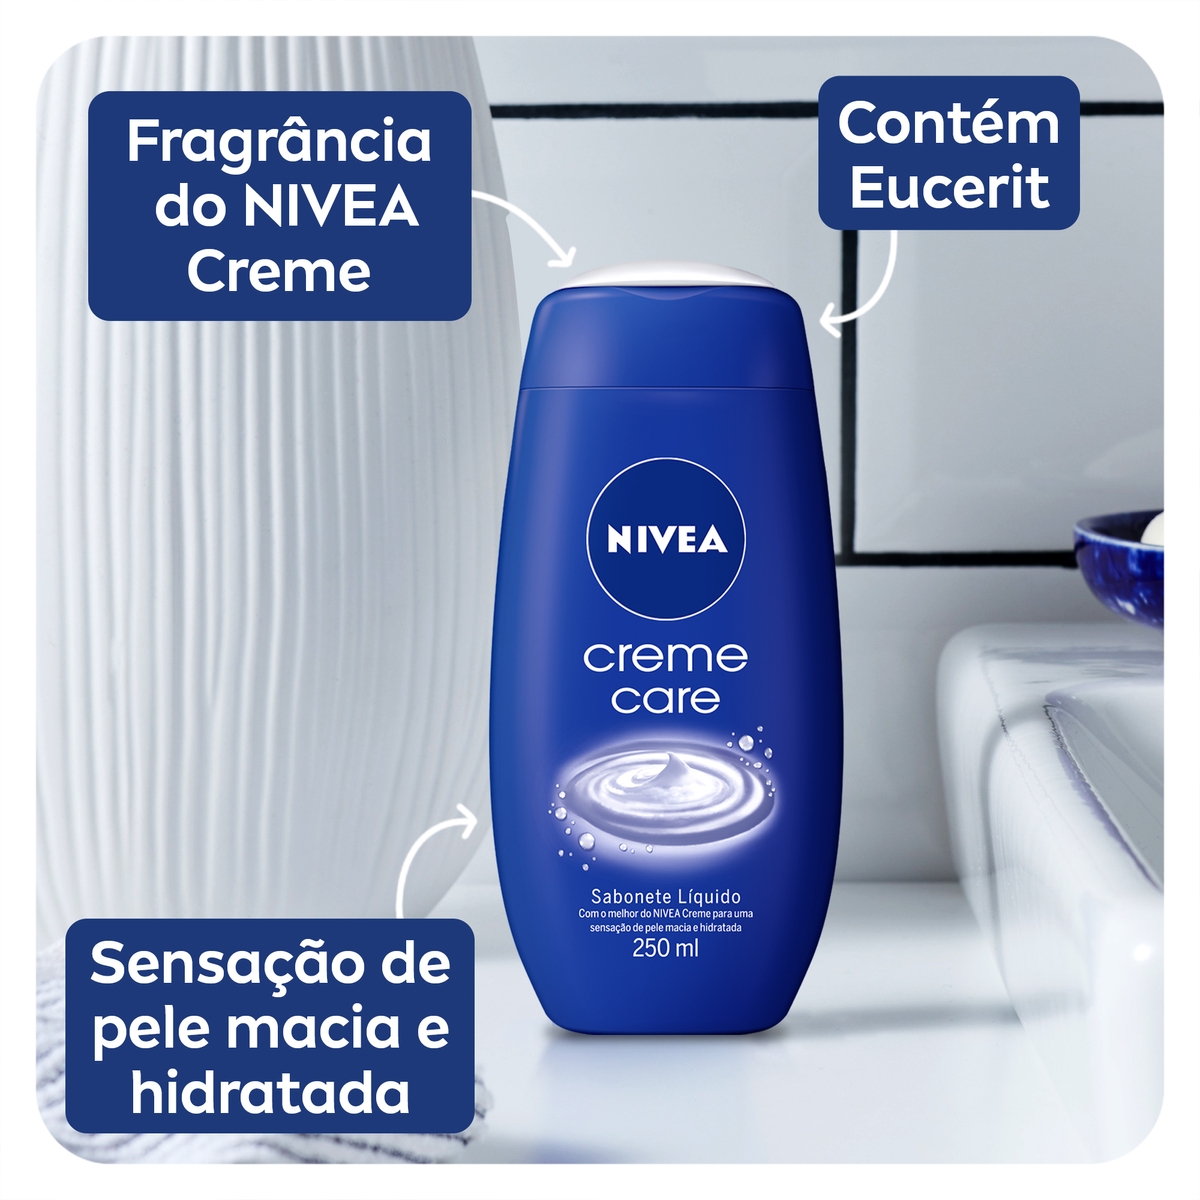 Fragrância
do NIVEA
Creme
Contém
Eucerit
NIVEA
creme
care
Sabonete Líquido
Com o melhor do NIVEA Creme para uma
sensação de pele macia e hidratada
250 ml
Sensação de
pele macia e
hidratada